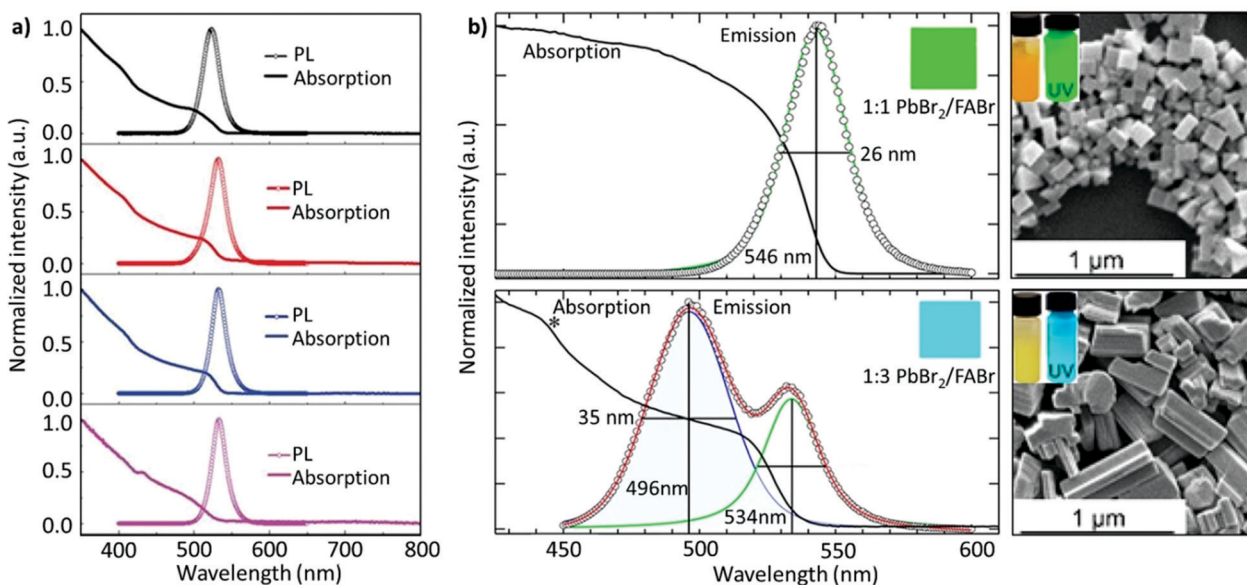 a)
Normalized intensity (a.u.)
1.0
0.5
0.0
PL
Absorption
1.0
0.5
0.0
PL
Absorption
1.0
0.5
0.0
PL
Absorption
1.0
0.5
0.0
PL
Absorption
400 500 600 700 800
Wavelength (nm)
b)
Normalized intensity (a.u.)
Absorption
Emission
1:1 PbBr₂/FABr
26 nm
546 nm
Absorption
Emission
*
1:3 PbBr₂/FABr
35 nm
496nm
534nm
450 500 550 600
Wavelength (nm)
UV
1 µm
UV
1 µm